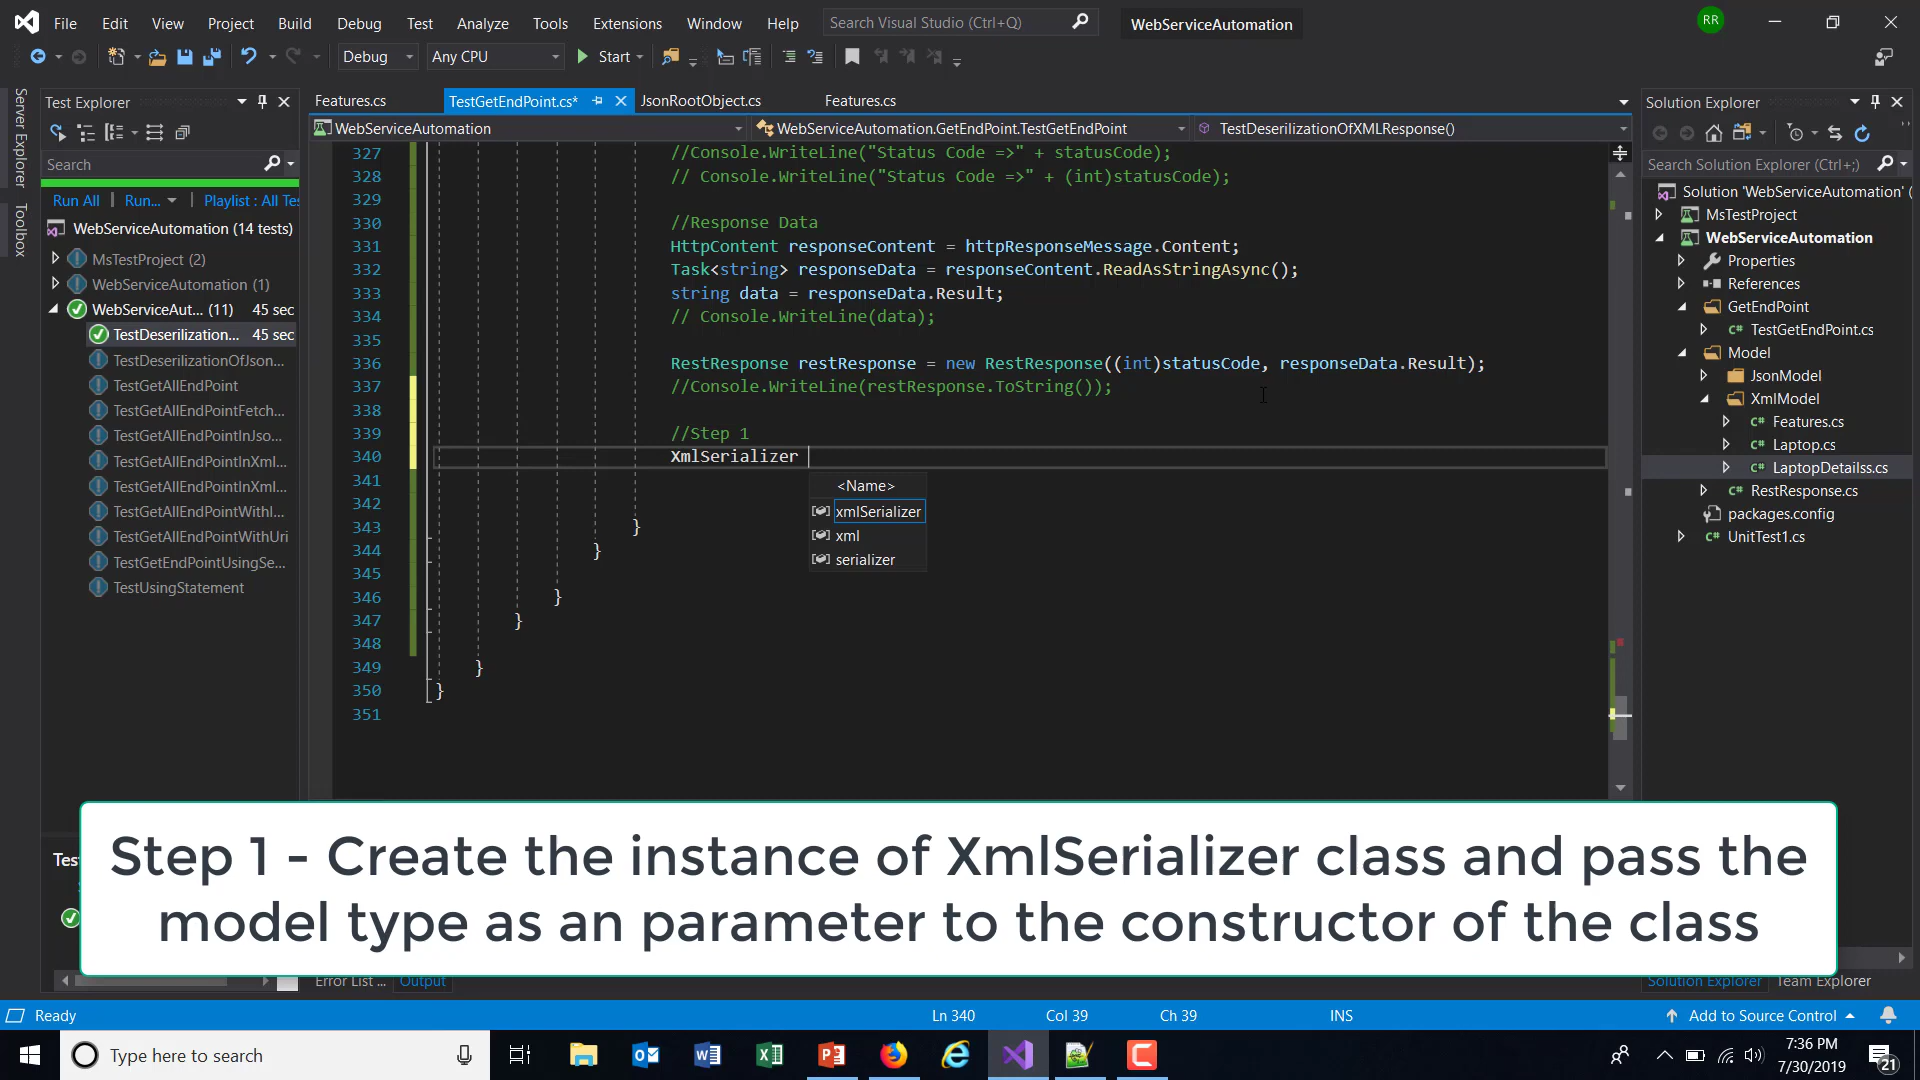 File Edit View Project Build Debug Test Analyze Tools Extensions Window Help Search Visual Studio (Ctrl+Q) WebServiceAutomation RR
Debug Any CPU Start
Server Explorer
Toolbox
Test Explorer
Search
Run All Run... Playlist : All Te
WebServiceAutomation (14 tests)
MsTestProject (2)
WebServiceAutomation (1)
WebServiceAut... (11) 45 sec
TestDeserilization... 45 sec
TestDeserilizationOfJson...
TestGetAllEndPoint
TestGetAllEndPointFetch...
TestGetAllEndPointInJso...
TestGetAllEndPointInXml...
TestGetAllEndPointInXml...
TestGetAllEndPointWithI...
TestGetAllEndPointWithUri
TestGetEndPointUsingSe...
TestUsingStatement
Features.cs TestGetEndPoint.cs* JsonRootObject.cs Features.cs
WebServiceAutomation WebServiceAutomation.GetEndPoint.TestGetEndPoint TestDeserilizationOfXMLResponse()
327 //Console.WriteLine("Status Code =>" + statusCode);
328 // Console.WriteLine("Status Code =>" + (int)statusCode);
329
330 //Response Data
331 HttpContent responseContent = httpResponseMessage.Content;
332 Task<string> responseData = responseContent.ReadAsStringAsync();
333 string data = responseData.Result;
334 // Console.WriteLine(data);
335
336 RestResponse restResponse = new RestResponse((int)statusCode, responseData.Result);
337 //Console.WriteLine(restResponse.ToString());
338
339 //Step 1
340 XmlSerializer
341
342
343 }
344 }
345
346 }
347 }
348
349 }
350 }
351
<Name>
xmlSerializer
xml
serializer
Solution Explorer
Search Solution Explorer (Ctrl+;)
Solution 'WebServiceAutomation' (
MsTestProject
WebServiceAutomation
Properties
References
GetEndPoint
TestGetEndPoint.cs
Model
JsonModel
XmlModel
Features.cs
Laptop.cs
LaptopDetailss.cs
RestResponse.cs
packages.config
UnitTest1.cs
Tes
Step 1 - Create the instance of XmlSerializer class and pass the
model type as an parameter to the constructor of the class
Error List ... Output
Solution Explorer Team Explorer
Ready Ln 340 Col 39 Ch 39 INS Add to Source Control
Type here to search
7:36 PM
7/30/2019
21